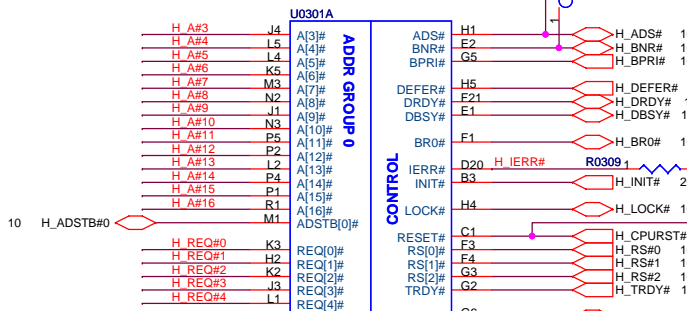 U0301A
H_A#3 J4 A[3]# ADS# H1 H_ADS#
H_A#4 L5 A[4]# BNR# E2 H_BNR#
H_A#5 L4 A[5]# BPRI# G5 H_BPRI#
H_A#6 K5 A[6]#
H_A#7 M3 A[7]# DEFER# H5 H_DEFER#
H_A#8 N2 A[8]# DRDY# F21 H_DRDY#
H_A#9 J1 A[9]# DBSY# E1 H_DBSY#
H_A#10 N3 A[10]#
H_A#11 P5 A[11]# BR0# F1 H_BR0#
H_A#12 P2 A[12]#
H_A#13 L2 A[13]# IERR# D20 H_IERR# R0309 1
H_A#14 P4 A[14]# INIT# B3 H_INIT# 2
H_A#15 P1 A[15]#
H_A#16 R1 A[16]# LOCK# H4 H_LOCK#
10 H_ADSTB#0 M1 ADSTB[0]#
RESET# C1 H_CPURST#
H_REQ#0 K3 REQ[0]# RS[0]# F3 H_RS#0
H_REQ#1 H2 REQ[1]# RS[1]# F4 H_RS#1
H_REQ#2 K2 REQ[2]# RS[2]# G3 H_RS#2
H_REQ#3 J3 REQ[3]# TRDY# G2 H_TRDY#
H_REQ#4 L1 REQ[4]#
ADDR GROUP 0
CONTROL
1